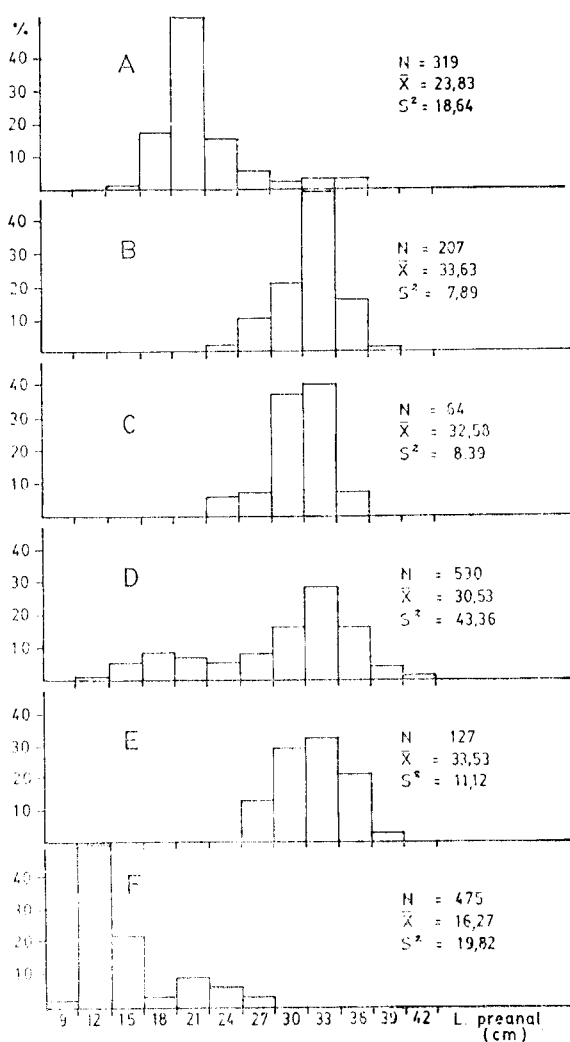 %
40
30
20
10
A
N = 319
X̄ = 23,83
S² = 18,64
40
30
20
10
B
N = 207
X̄ = 33,63
S² = 7,89
40
30
20
10
C
N = 64
X̄ = 32,50
S² = 8.39
40
30
20
10
D
N = 530
X̄ = 30,53
S² = 43,36
40
30
20
10
E
N 127
X̄ = 33,53
S² = 11,12
40
30
20
10
F
N = 475
X̄ = 16,27
S² = 19,82
9 12 15 18 21 24 27 30 33 36 39 42 L. preanal
(cm)